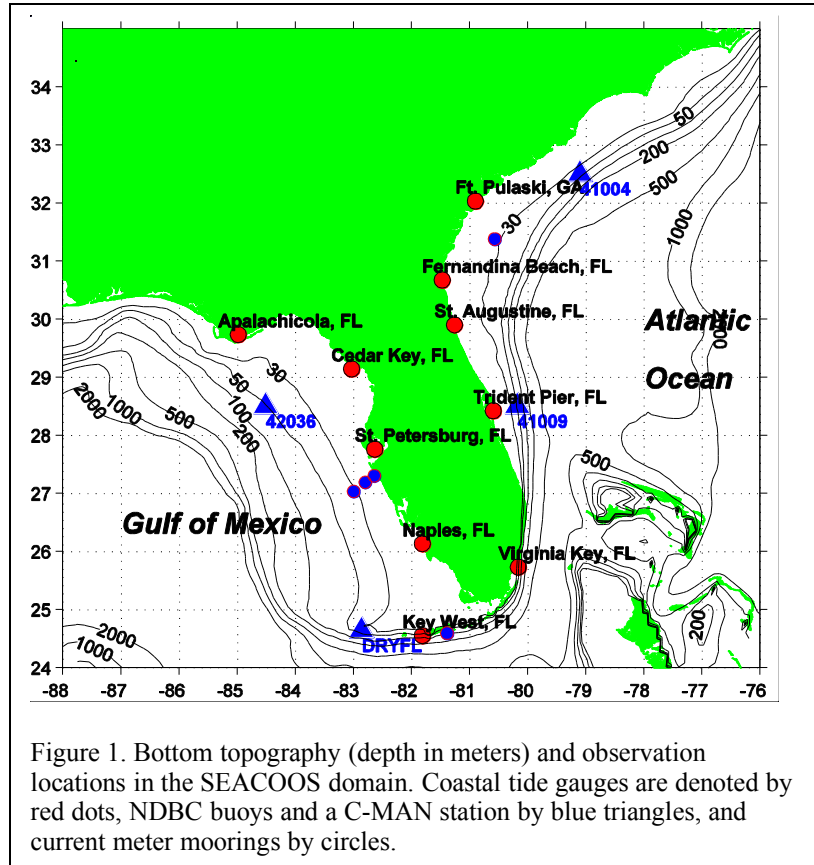 34
33
32
31
30
29
28
27
26
25
24
-88 -87 -86 -85 -84 -83 -82 -81 -80 -79 -78 -77 -76
50
200
500
1000
41004
Ft. Pulaski, GA
30
Fernandina Beach, FL
St. Augustine, FL
Atlantic
Ocean
2000
Apalachicola, FL
Cedar Key, FL
30
50
100
200
500
1000
2000
42036
Trident Pier, FL
41009
St. Petersburg, FL
500
Gulf of Mexico
Naples, FL
Virginia Key, FL
Key West, FL
DRYFL
200
2000
1000
Figure 1. Bottom topography (depth in meters) and observation
locations in the SEACOOS domain. Coastal tide gauges are denoted by
red dots, NDBC buoys and a C-MAN station by blue triangles, and
current meter moorings by circles.